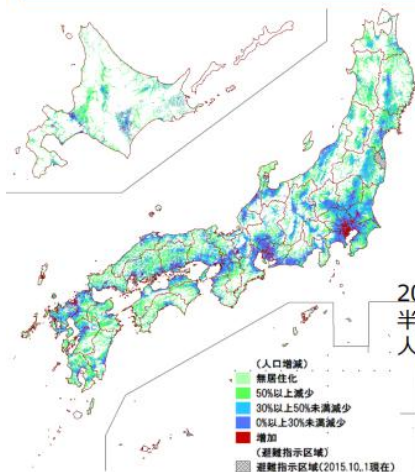 20
半
人
(人口増減)
無居住化
50%以上減少
30%以上50%未満減少
0%以上30%未満減少
増加
(避難指示区域)
避難指示区域(2015.10.1現在)